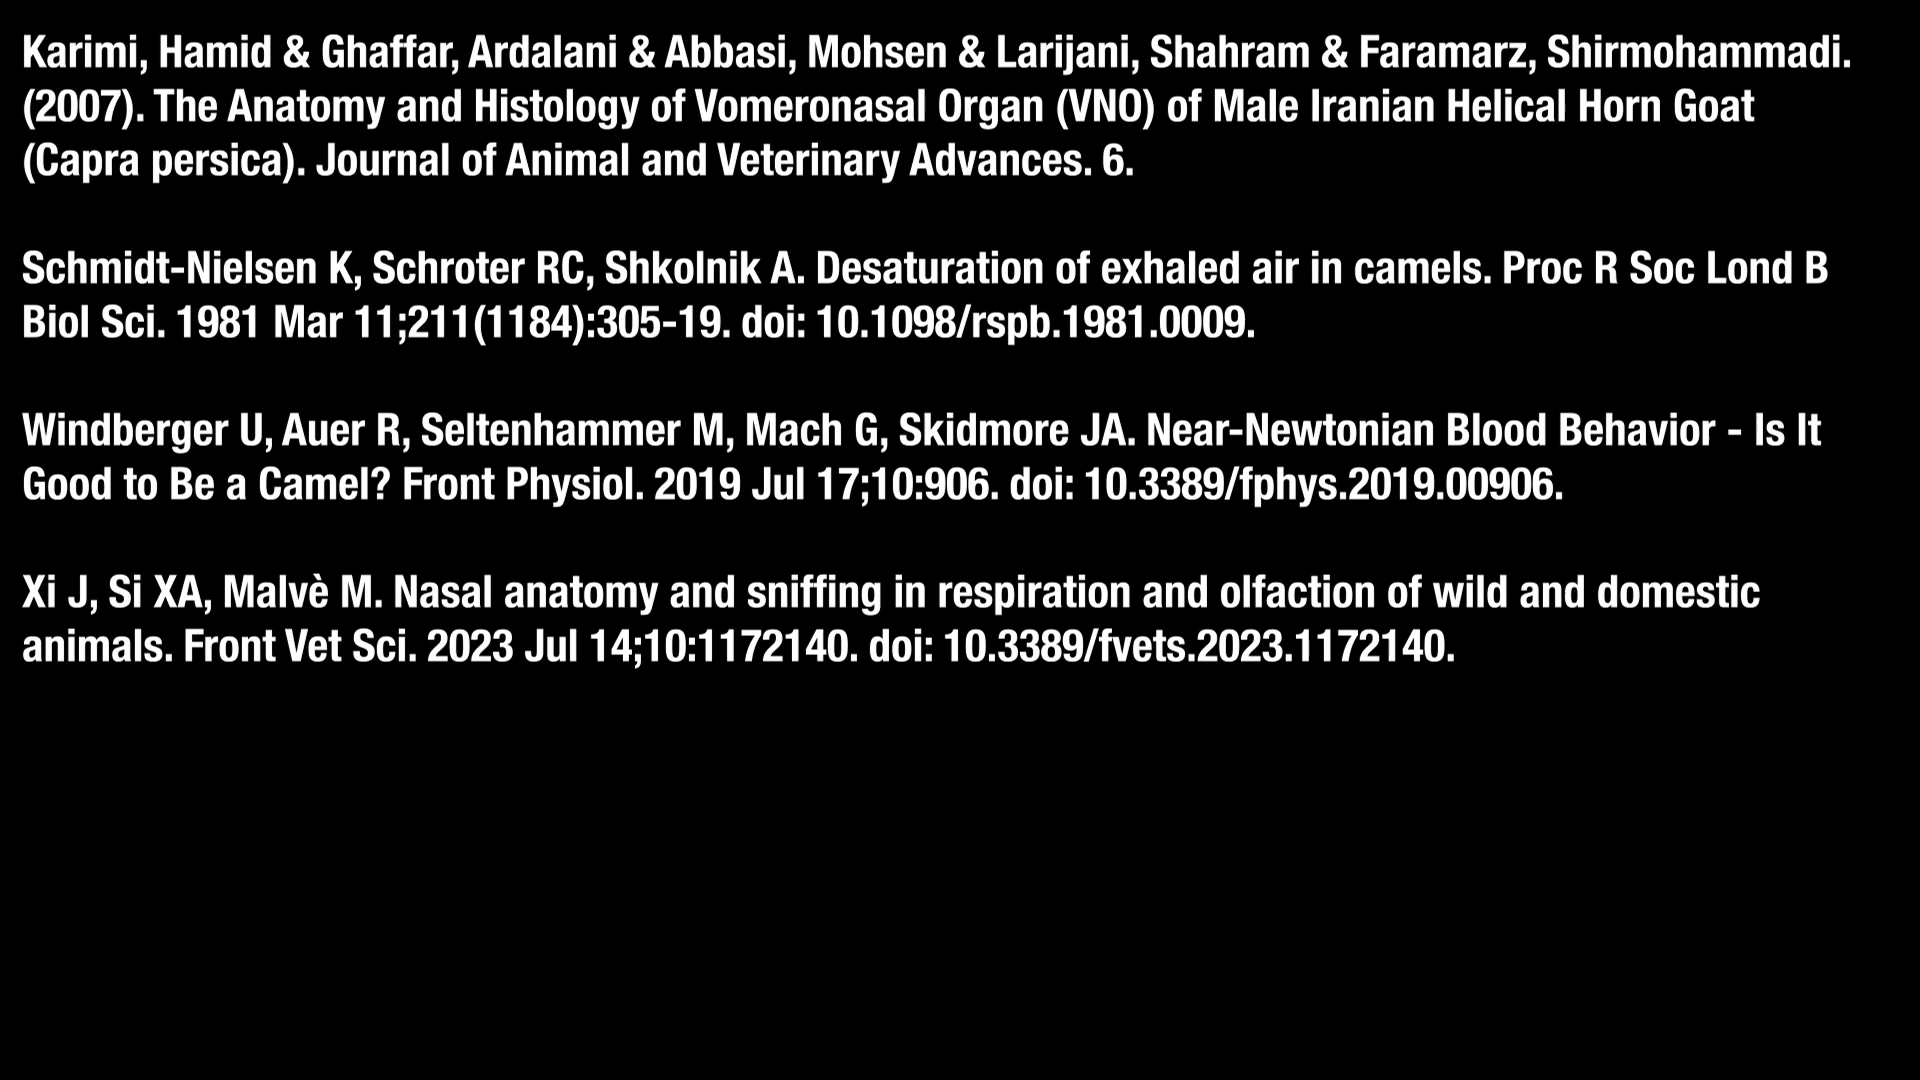 Karimi, Hamid & Ghaffar, Ardalani & Abbasi, Mohsen & Larijani, Shahram & Faramarz, Shirmohammadi.
(2007). The Anatomy and Histology of Vomeronasal Organ (VNO) of Male Iranian Helical Horn Goat
(Capra persica). Journal of Animal and Veterinary Advances. 6.
Schmidt-Nielsen K, Schroter RC, Shkolnik A. Desaturation of exhaled air in camels. Proc R Soc Lond B
Biol Sci. 1981 Mar 11;211(1184):305-19. doi: 10.1098/rspb.1981.0009.
Windberger U, Auer R, Seltenhammer M, Mach G, Skidmore JA. Near-Newtonian Blood Behavior - Is It
Good to Be a Camel? Front Physiol. 2019 Jul 17;10:906. doi: 10.3389/fphys.2019.00906.
Xi J, Si XA, Malvè M. Nasal anatomy and sniffing in respiration and olfaction of wild and domestic
animals. Front Vet Sci. 2023 Jul 14;10:1172140. doi: 10.3389/fvets.2023.1172140.